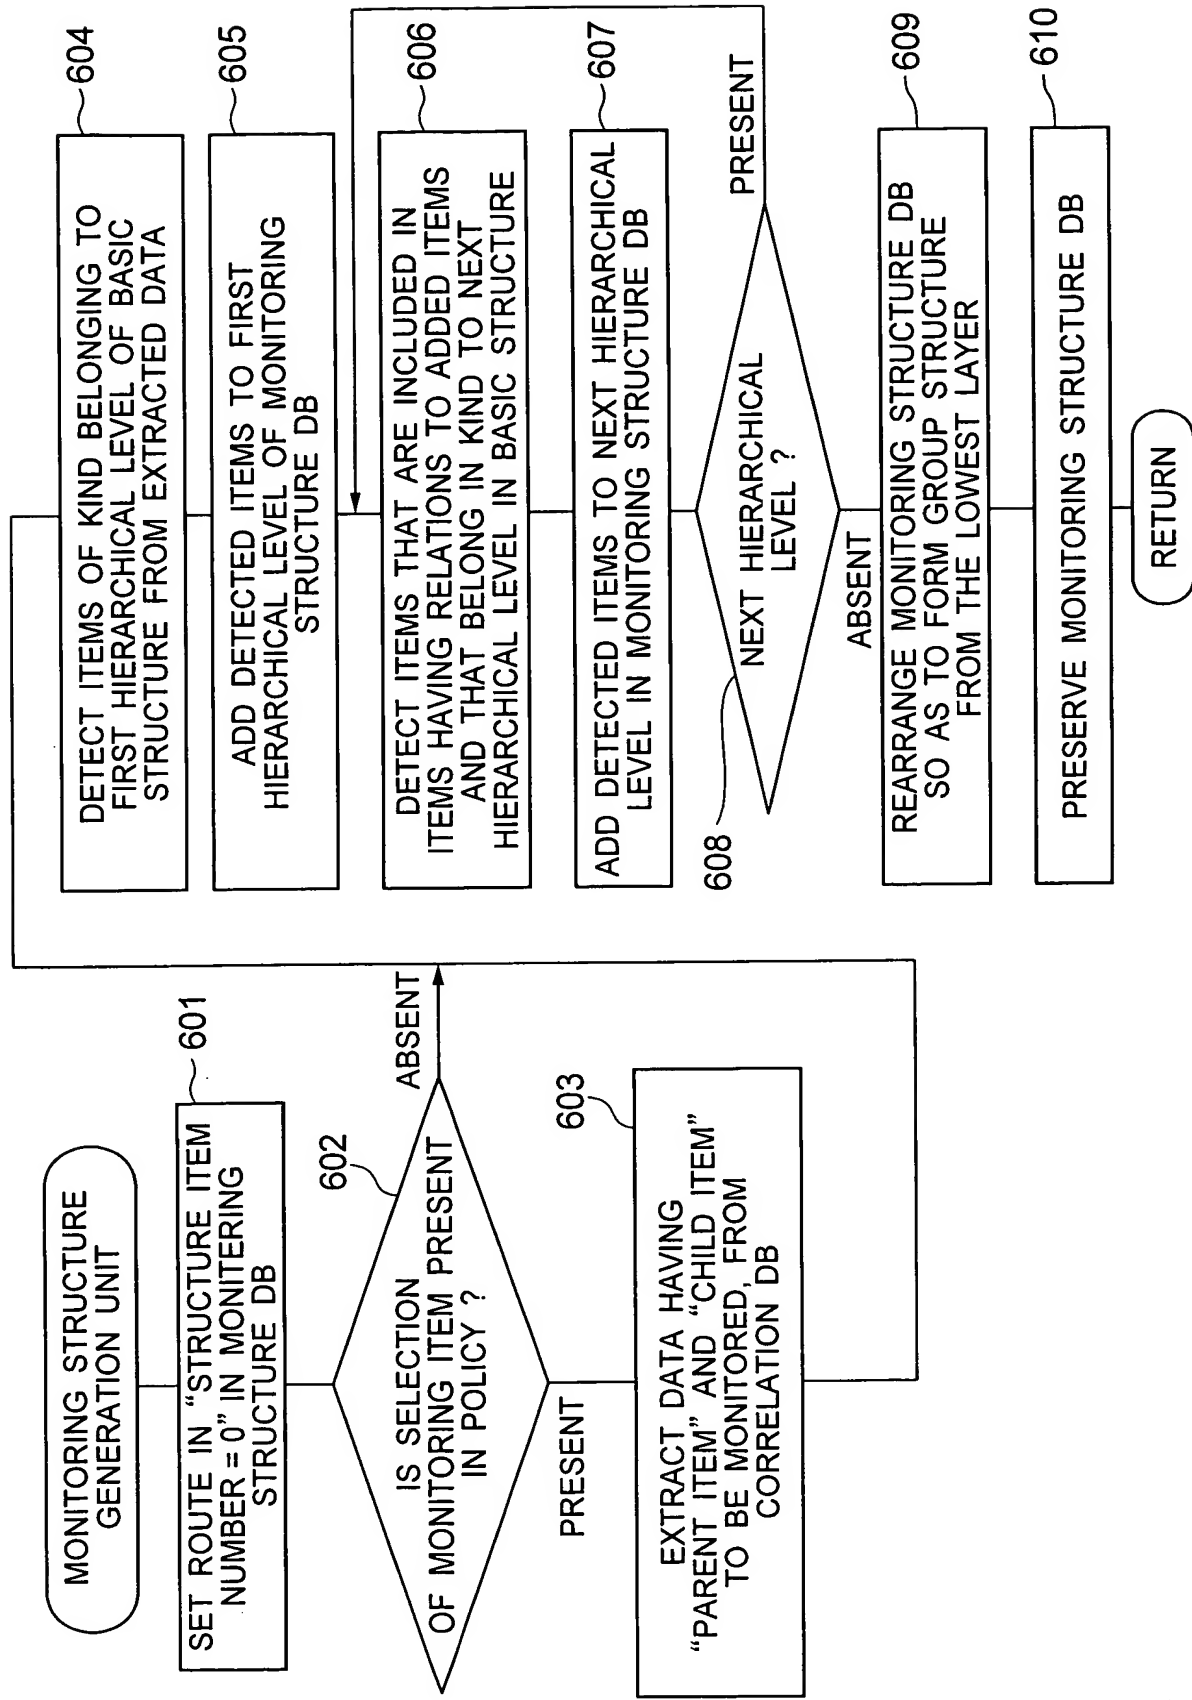 MONITORING STRUCTURE
GENERATION UNIT
601
SET ROUTE IN "STRUCTURE ITEM
NUMBER = 0" IN MONITERING
STRUCTURE DB
602
IS SELECTION
OF MONITORING ITEM PRESENT
IN POLICY ?
ABSENT
PRESENT
603
EXTRACT DATA HAVING
"PARENT ITEM" AND "CHILD ITEM"
TO BE MONITORED, FROM
CORRELATION DB
604
DETECT ITEMS OF KIND BELONGING TO
FIRST HIERARCHICAL LEVEL OF BASIC
STRUCTURE FROM EXTRACTED DATA
605
ADD DETECTED ITEMS TO FIRST
HIERARCHICAL LEVEL OF MONITORING
STRUCTURE DB
606
DETECT ITEMS THAT ARE INCLUDED IN
ITEMS HAVING RELATIONS TO ADDED ITEMS
AND THAT BELONG IN KIND TO NEXT
HIERARCHICAL LEVEL IN BASIC STRUCTURE
607
ADD DETECTED ITEMS TO NEXT HIERARCHICAL
LEVEL IN MONITORING STRUCTURE DB
608
NEXT HIERARCHICAL
LEVEL ?
PRESENT
ABSENT
609
REARRANGE MONITORING STRUCTURE DB
SO AS TO FORM GROUP STRUCTURE
FROM THE LOWEST LAYER
610
PRESERVE MONITORING STRUCTURE DB
RETURN